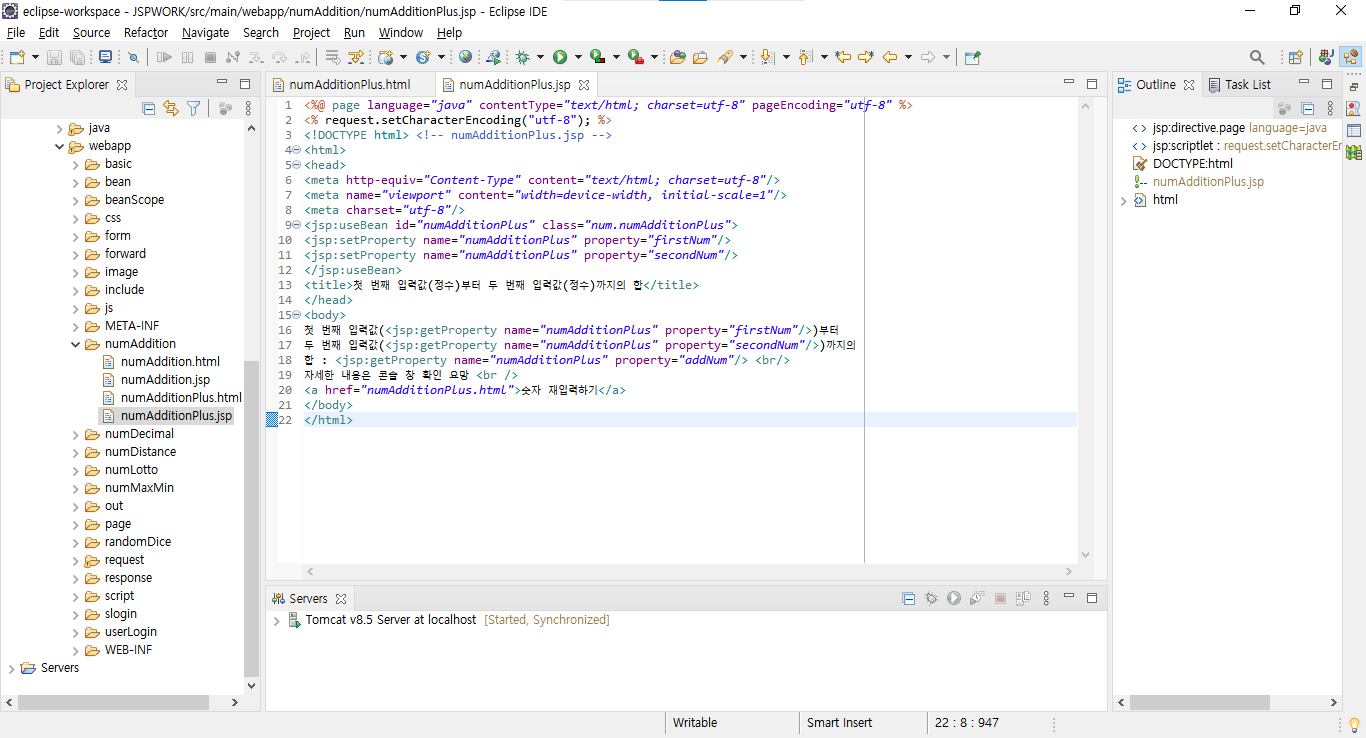 eclipse-workspace - JSPWORK/src/main/webapp/numAddition/numAdditionPlus.jsp - Eclipse IDE
File Edit Source Refactor Navigate Search Project Run Window Help
Project Explorer
java
webapp
basic
bean
beanScope
css
form
forward
image
include
js
META-INF
numAddition
numAddition.html
numAddition.jsp
numAdditionPlus.html
numAdditionPlus.jsp
numDecimal
numDistance
numLotto
numMaxMin
out
page
randomDice
request
response
script
slogin
userLogin
WEB-INF
Servers
numAdditionPlus.html numAdditionPlus.jsp
1 <%@ page language="java" contentType="text/html; charset=utf-8" pageEncoding="utf-8" %>
2 <% request.setCharacterEncoding("utf-8"); %>
3 <!DOCTYPE html> <!-- numAdditionPlus.jsp -->
4 <html>
5 <head>
6 <meta http-equiv="Content-Type" content="text/html; charset=utf-8"/>
7 <meta name="viewport" content="width=device-width, initial-scale=1"/>
8 <meta charset="utf-8"/>
9 <jsp:useBean id="numAdditionPlus" class="num.numAdditionPlus">
10 <jsp:setProperty name="numAdditionPlus" property="firstNum"/>
11 <jsp:setProperty name="numAdditionPlus" property="secondNum"/>
12 </jsp:useBean>
13 <title>첫 번째 입력값(정수)부터 두 번째 입력값(정수)까지의 합</title>
14 </head>
15 <body>
16 첫 번째 입력값(<jsp:getProperty name="numAdditionPlus" property="firstNum"/>)부터
17 두 번째 입력값(<jsp:getProperty name="numAdditionPlus" property="secondNum"/>)까지의
18 합 : <jsp:getProperty name="numAdditionPlus" property="addNum"/> <br/>
19 자세한 내용은 콘솔 창 확인 요망 <br />
20 <a href="numAdditionPlus.html">숫자 재입력하기</a>
21 </body>
22 </html>
Servers
Tomcat v8.5 Server at localhost [Started, Synchronized]
Outline Task List
jsp:directive.page language=java
jsp:scriptlet : request.setCharacterEr
DOCTYPE:html
numAdditionPlus.jsp
html
Writable Smart Insert 22 : 8 : 947